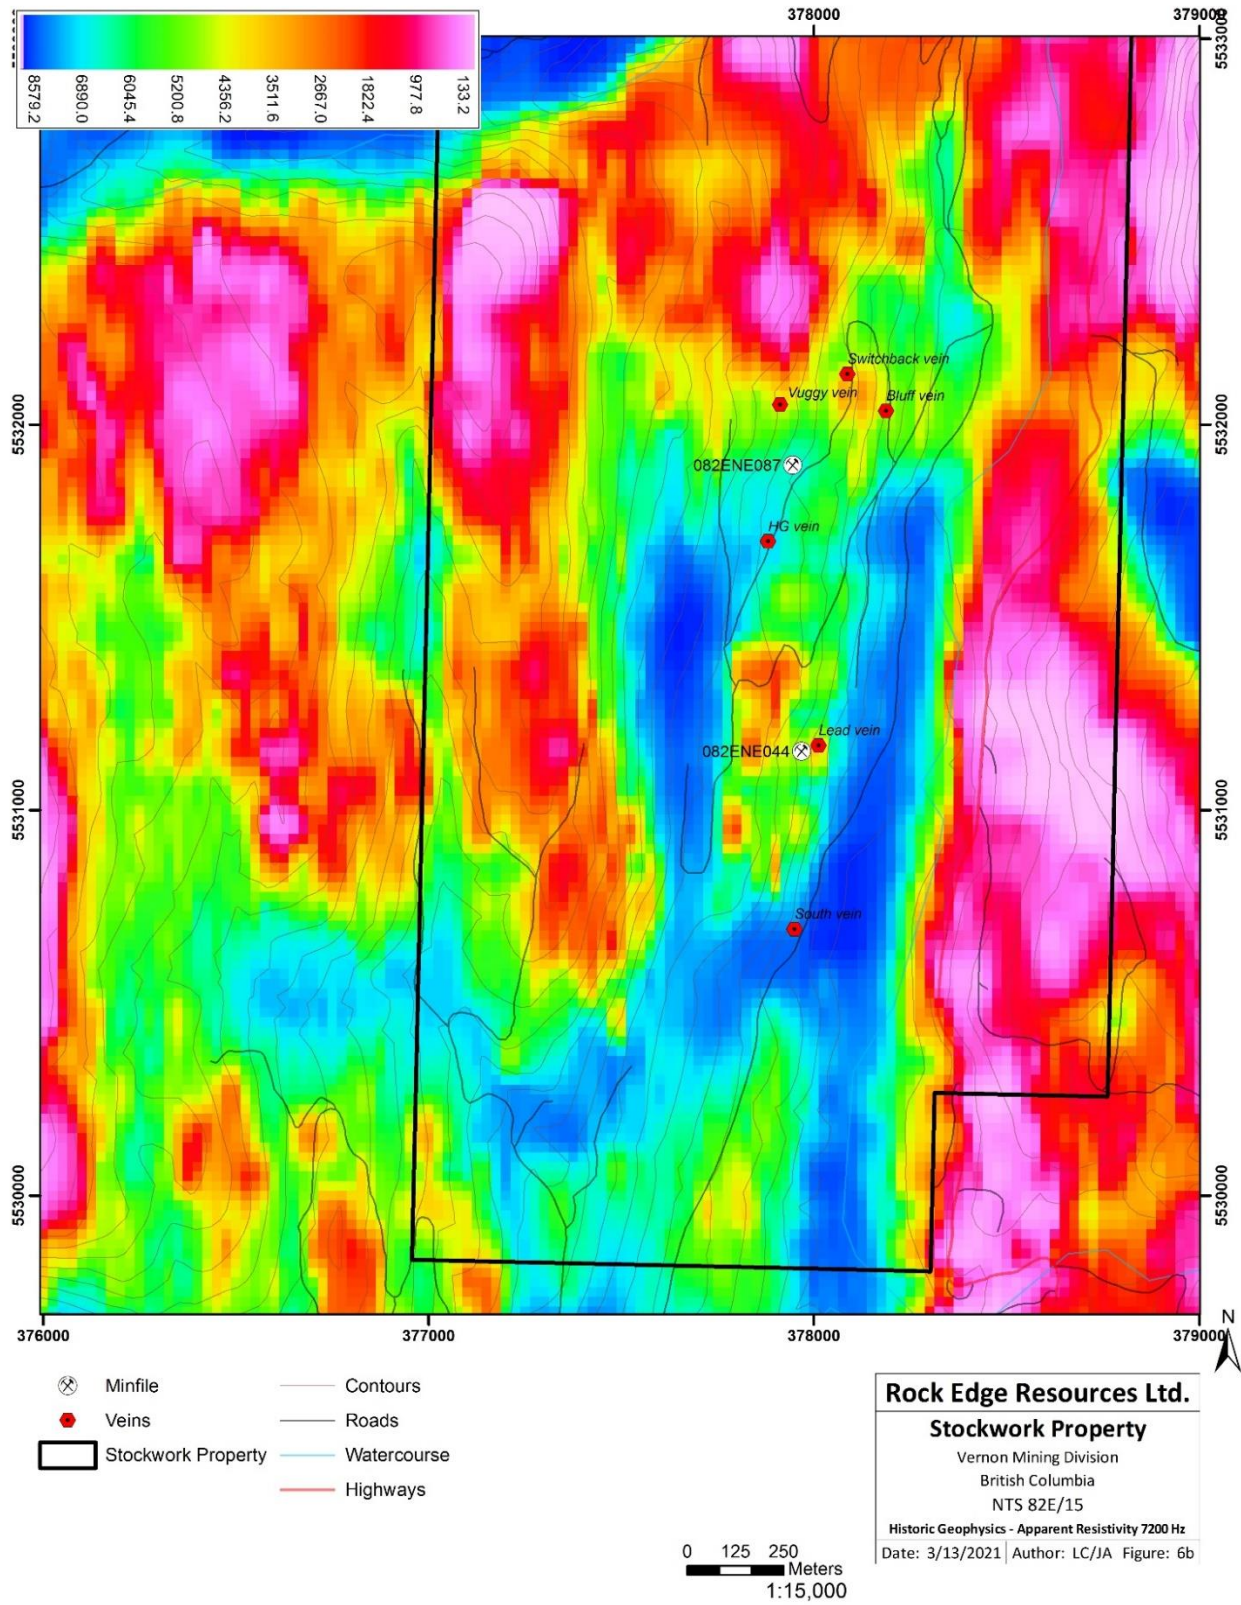 378000
379000
5533000
8579.2
6890.0
6045.4
5200.8
4356.2
3511.6
2667.0
1822.4
977.8
133.2
Switchback vein
Vuggy vein
Bluff vein
5532000
5532000
082ENE087
HG vein
Lead vein
082ENE044
5531000
5531000
South vein
5530000
5530000
376000
377000
378000
379000
N
Minfile
Veins
Stockwork Property
Contours
Roads
Watercourse
Highways
Rock Edge Resources Ltd.
Stockwork Property
Vernon Mining Division
British Columbia
NTS 82E/15
Historic Geophysics - Apparent Resistivity 7200 Hz
Date: 3/13/2021 Author: LC/JA Figure: 6b
0 125 250
Meters
1:15,000